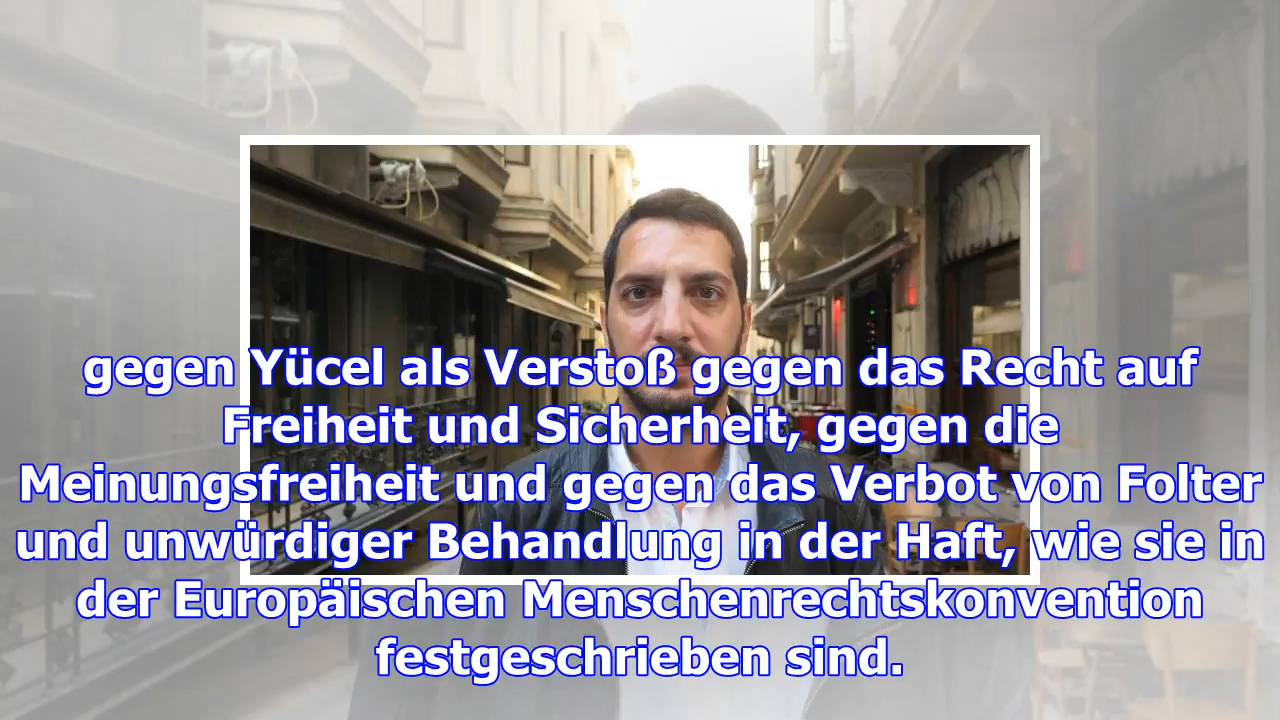 gegen Yücel als Verstoß gegen das Recht auf
Freiheit und Sicherheit, gegen die
Meinungsfreiheit und gegen das Verbot von Folter
und unwürdiger Behandlung in der Haft, wie sie in
der Europäischen Menschenrechtskonvention
festgeschrieben sind.